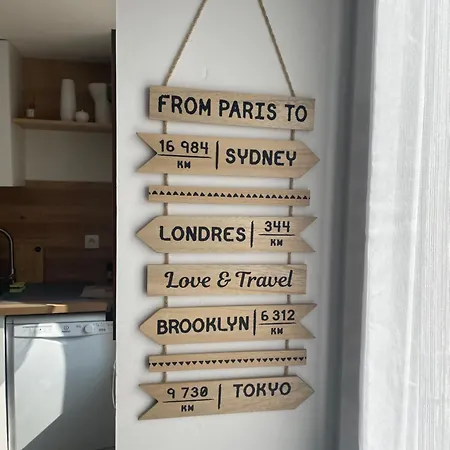 FROM PARIS TO
16 984 KM | SYDNEY
LONDRES | 344 KM
Love & Travel
BROOKLYN | 6 312 KM
9 730 KM | TOKYO